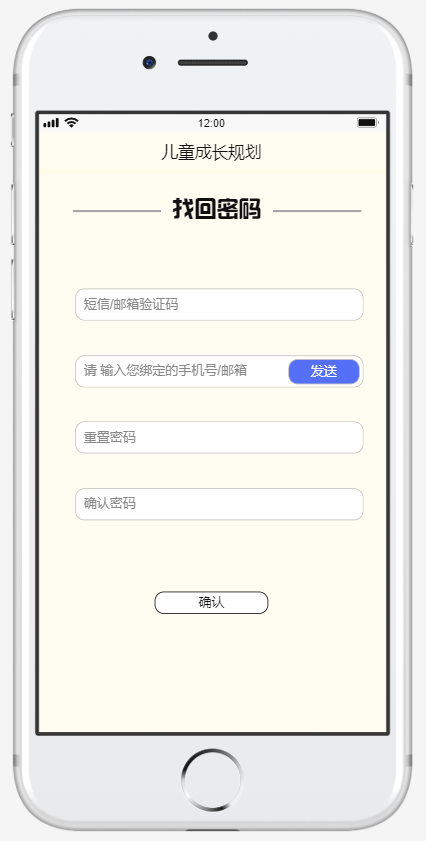 12:00
儿童成长规划
找回密码
短信/邮箱验证码
请 输入您绑定的手机号/邮箱 发送
重置密码
确认密码
确认